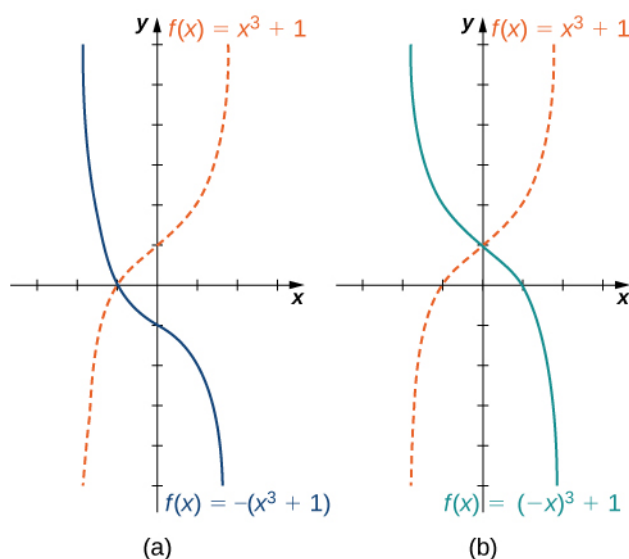 y f(x) = x³ + 1
x
f(x) = –(x³ + 1)
(a)
y f(x) = x³ + 1
x
f(x) = (–x)³ + 1
(b)